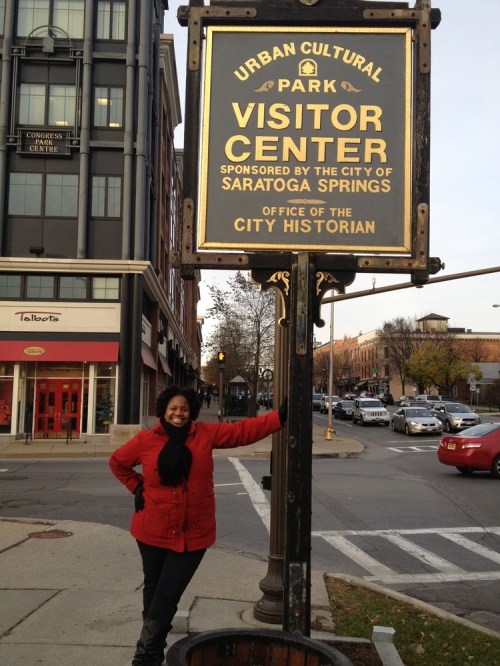 URBAN CULTURAL
PARK
VISITOR
CENTER
SPONSORED BY THE CITY OF
SARATOGA SPRINGS
OFFICE OF THE
CITY HISTORIAN
CONGRESS
PARK CENTRE
Talbots